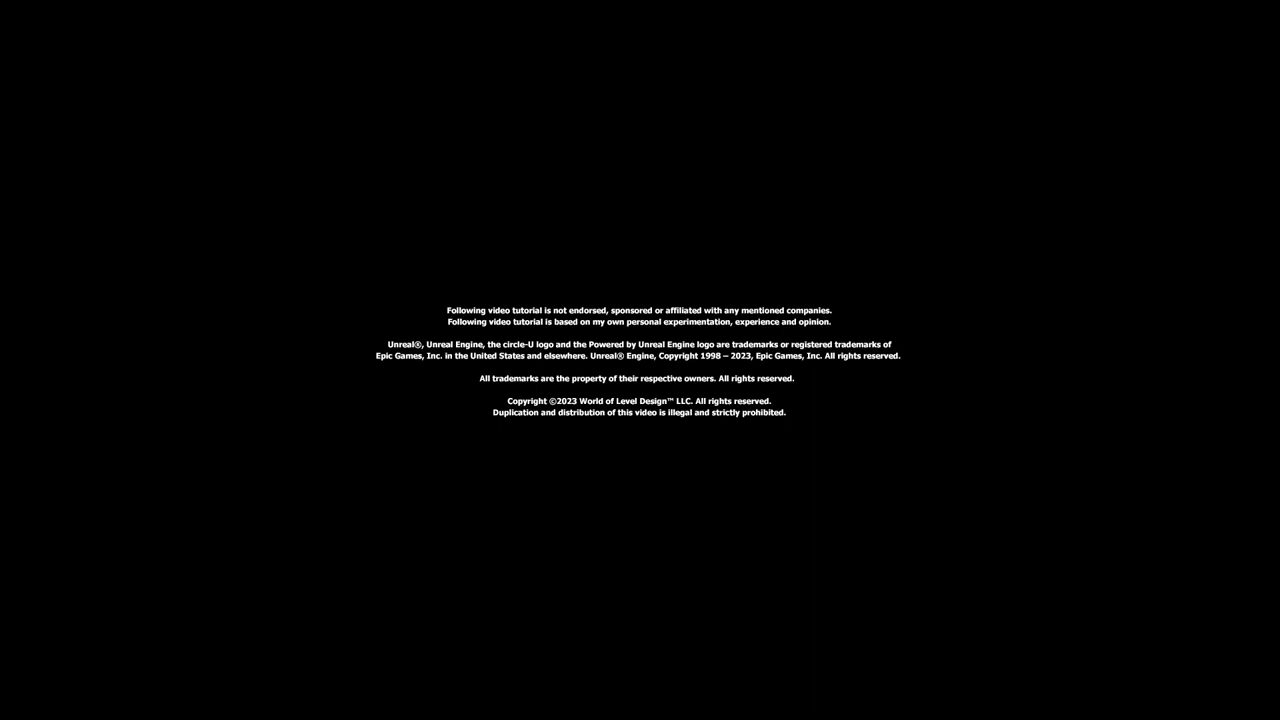 Following video tutorial is not endorsed, sponsored or affiliated with any mentioned companies.
Following video tutorial is based on my own personal experimentation, experience and opinion.
Unreal®, Unreal Engine, the circle-U logo and the Powered by Unreal Engine logo are trademarks or registered trademarks of
Epic Games, Inc. in the United States and elsewhere. Unreal® Engine, Copyright 1998 – 2023, Epic Games, Inc. All rights reserved.
All trademarks are the property of their respective owners. All rights reserved.
Copyright ©2023 World of Level Design™ LLC. All rights reserved.
Duplication and distribution of this video is illegal and strictly prohibited.